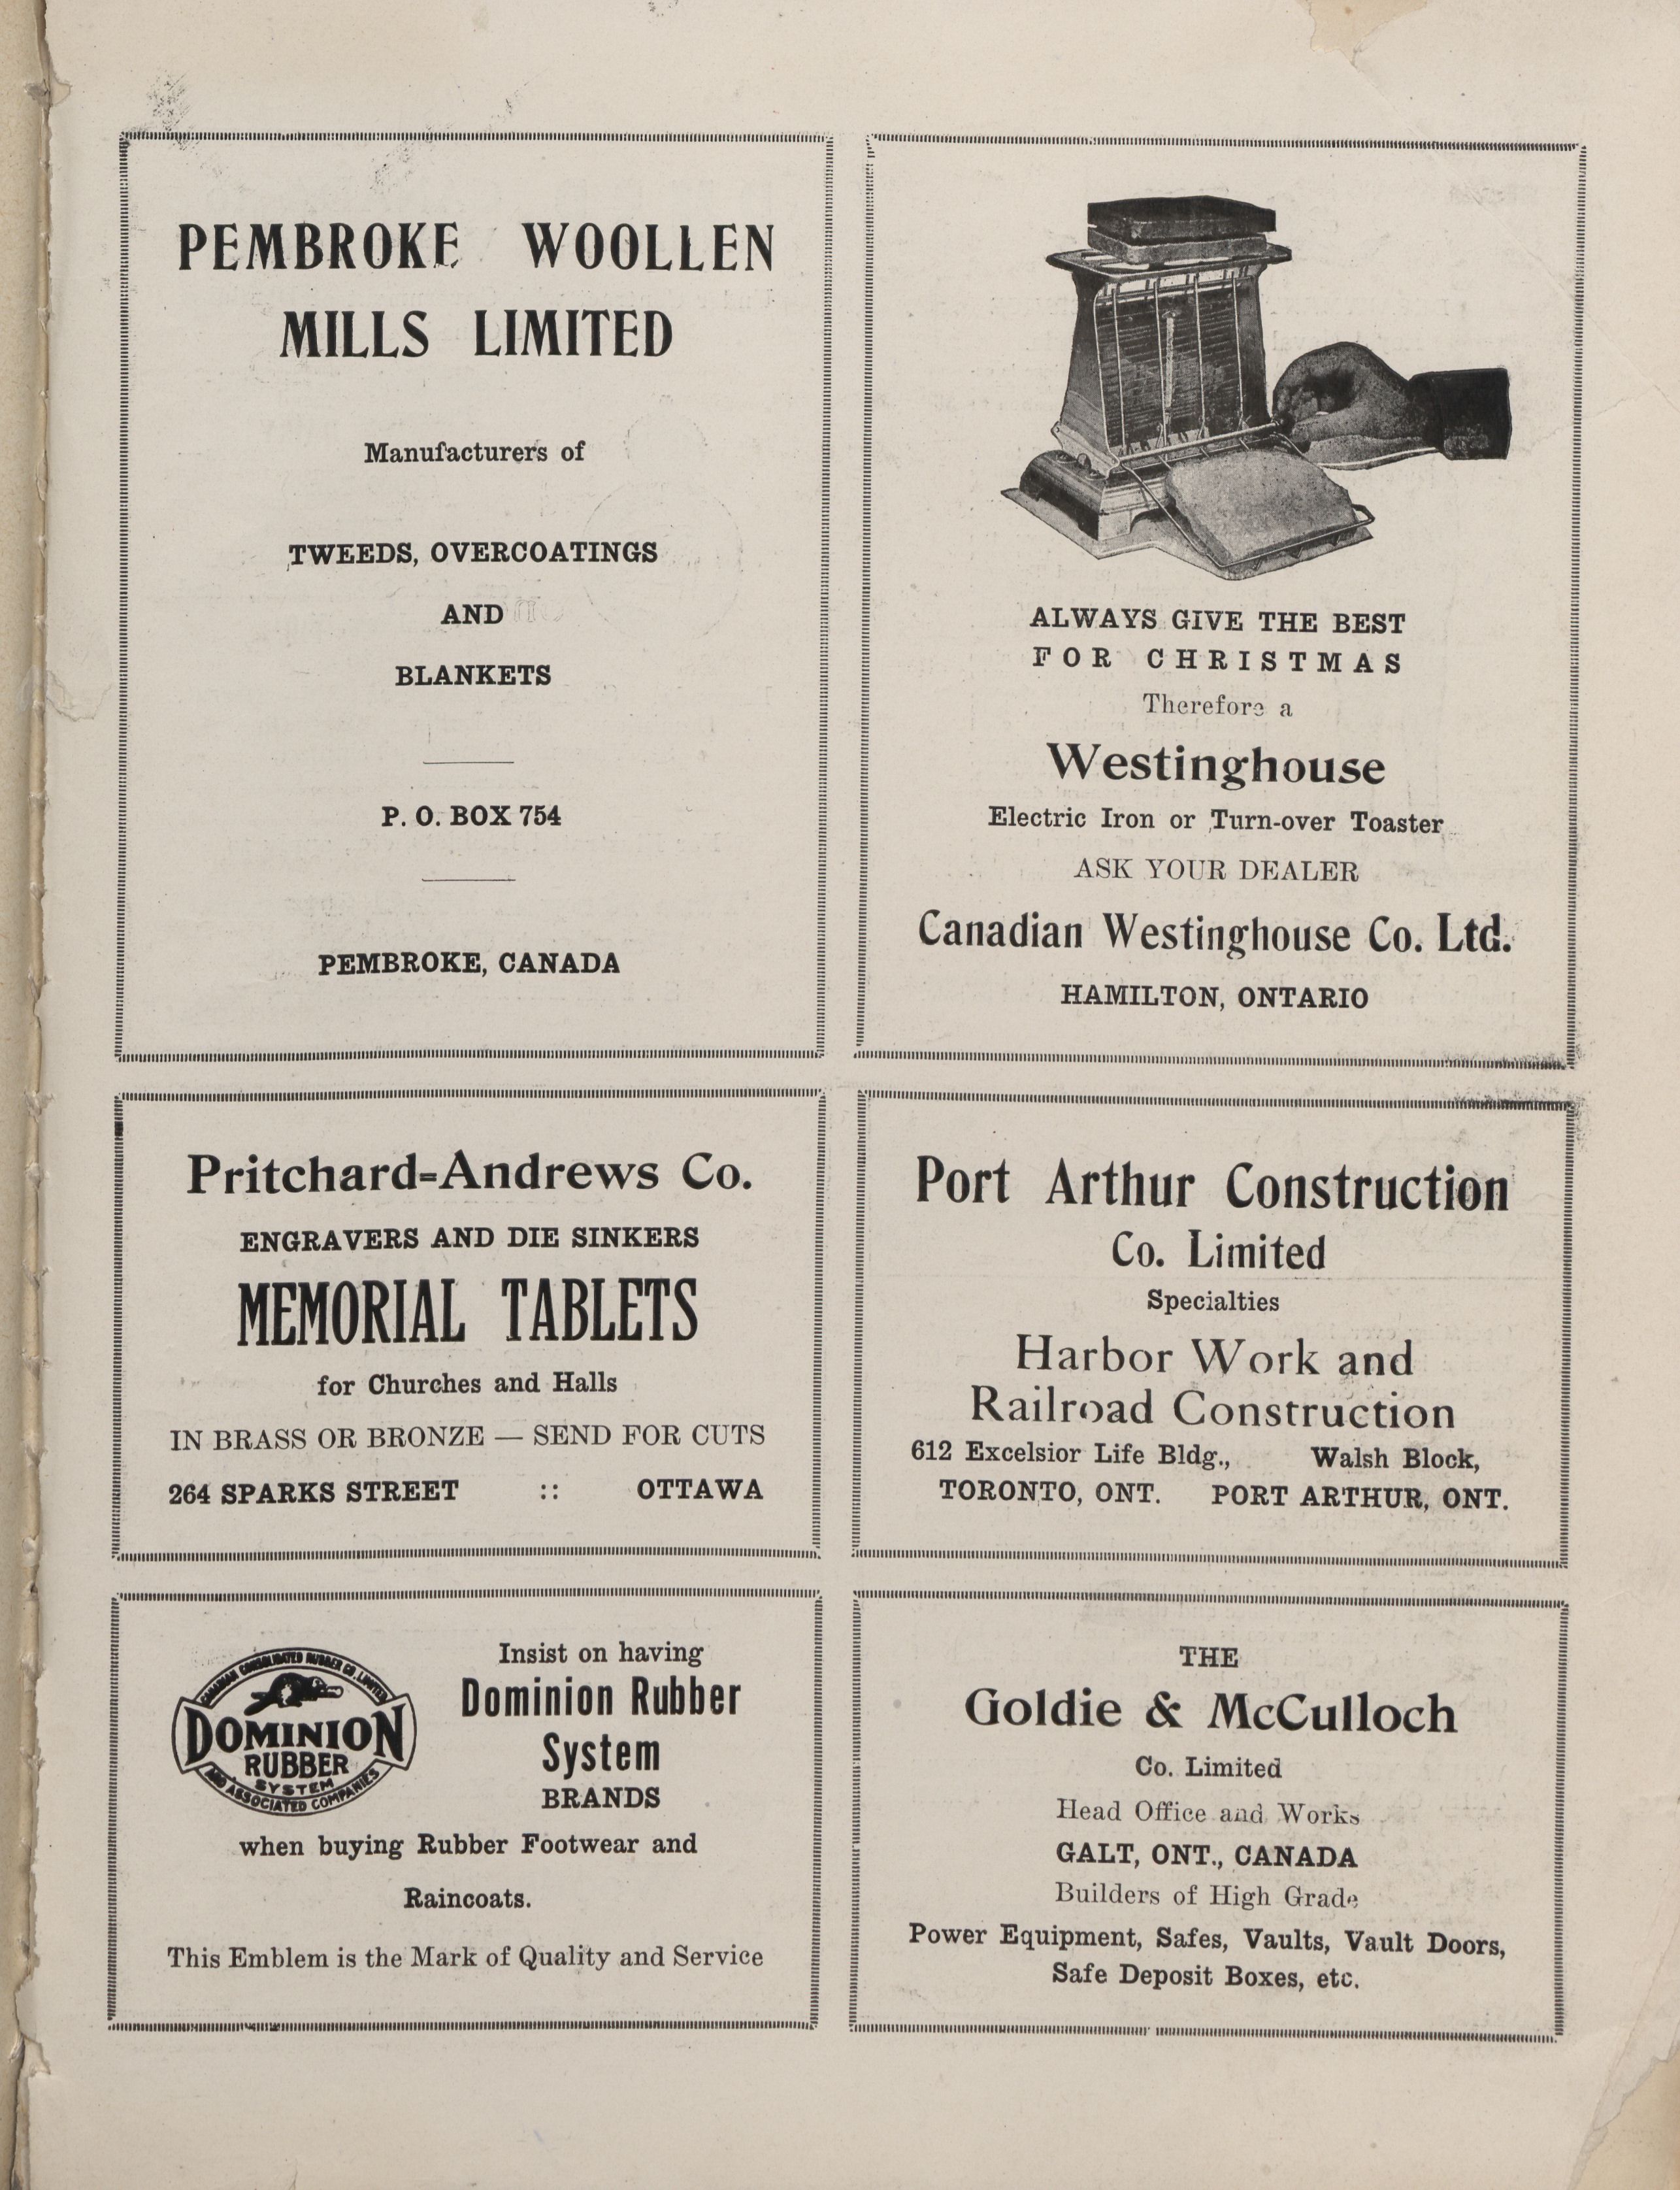 PEMBROKE WOOLLEN
MILLS LIMITED
Manufacturers of
TWEEDS, OVERCOATINGS
AND
BLANKETS
P. O. BOX 754
PEMBROKE, CANADA
ALWAYS GIVE THE BEST
FOR CHRISTMAS
Therefore a
Westinghouse
Electric Iron or Turn-over Toaster
ASK YOUR DEALER
Canadian Westinghouse Co. Ltd.
HAMILTON, ONTARIO
Pritchard-Andrews Co.
ENGRAVERS AND DIE SINKERS
MEMORIAL TABLETS
for Churches and Halls
IN BRASS OR BRONZE — SEND FOR CUTS
264 SPARKS STREET :: OTTAWA
Port Arthur Construction
Co. Limited
Specialties
Harbor Work and
Railroad Construction
612 Excelsior Life Bldg., Walsh Block,
TORONTO, ONT. PORT ARTHUR, ONT.
CANADIAN CONSOLIDATED RUBBER CO. LIMITED
DOMINION
RUBBER
SYSTEM
AND ASSOCIATED COMPANIES
Insist on having
Dominion Rubber
System
BRANDS
when buying Rubber Footwear and
Raincoats.
This Emblem is the Mark of Quality and Service
THE
Goldie & McCulloch
Co. Limited
Head Office and Works
GALT, ONT., CANADA
Builders of High Grade
Power Equipment, Safes, Vaults, Vault Doors,
Safe Deposit Boxes, etc.